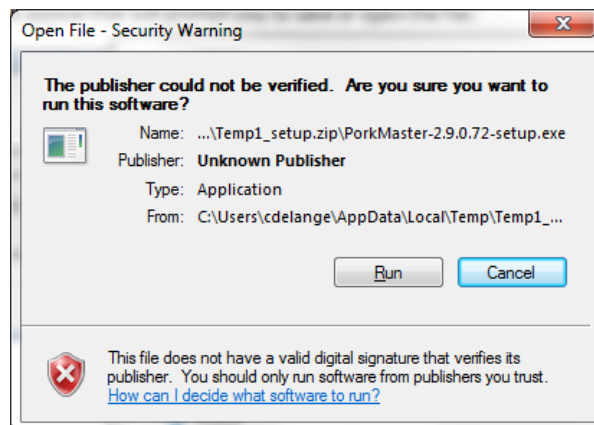 Open File - Security Warning
The publisher could not be verified. Are you sure you want to
run this software?
Name: ...\Temp1_setup.zip\PorkMaster-2.9.0.72-setup.exe
Publisher: Unknown Publisher
Type: Application
From: C:\Users\cdelange\AppData\Local\Temp\Temp1_...
Run Cancel
This file does not have a valid digital signature that verifies its
publisher. You should only run software from publishers you trust.
How can I decide what software to run?